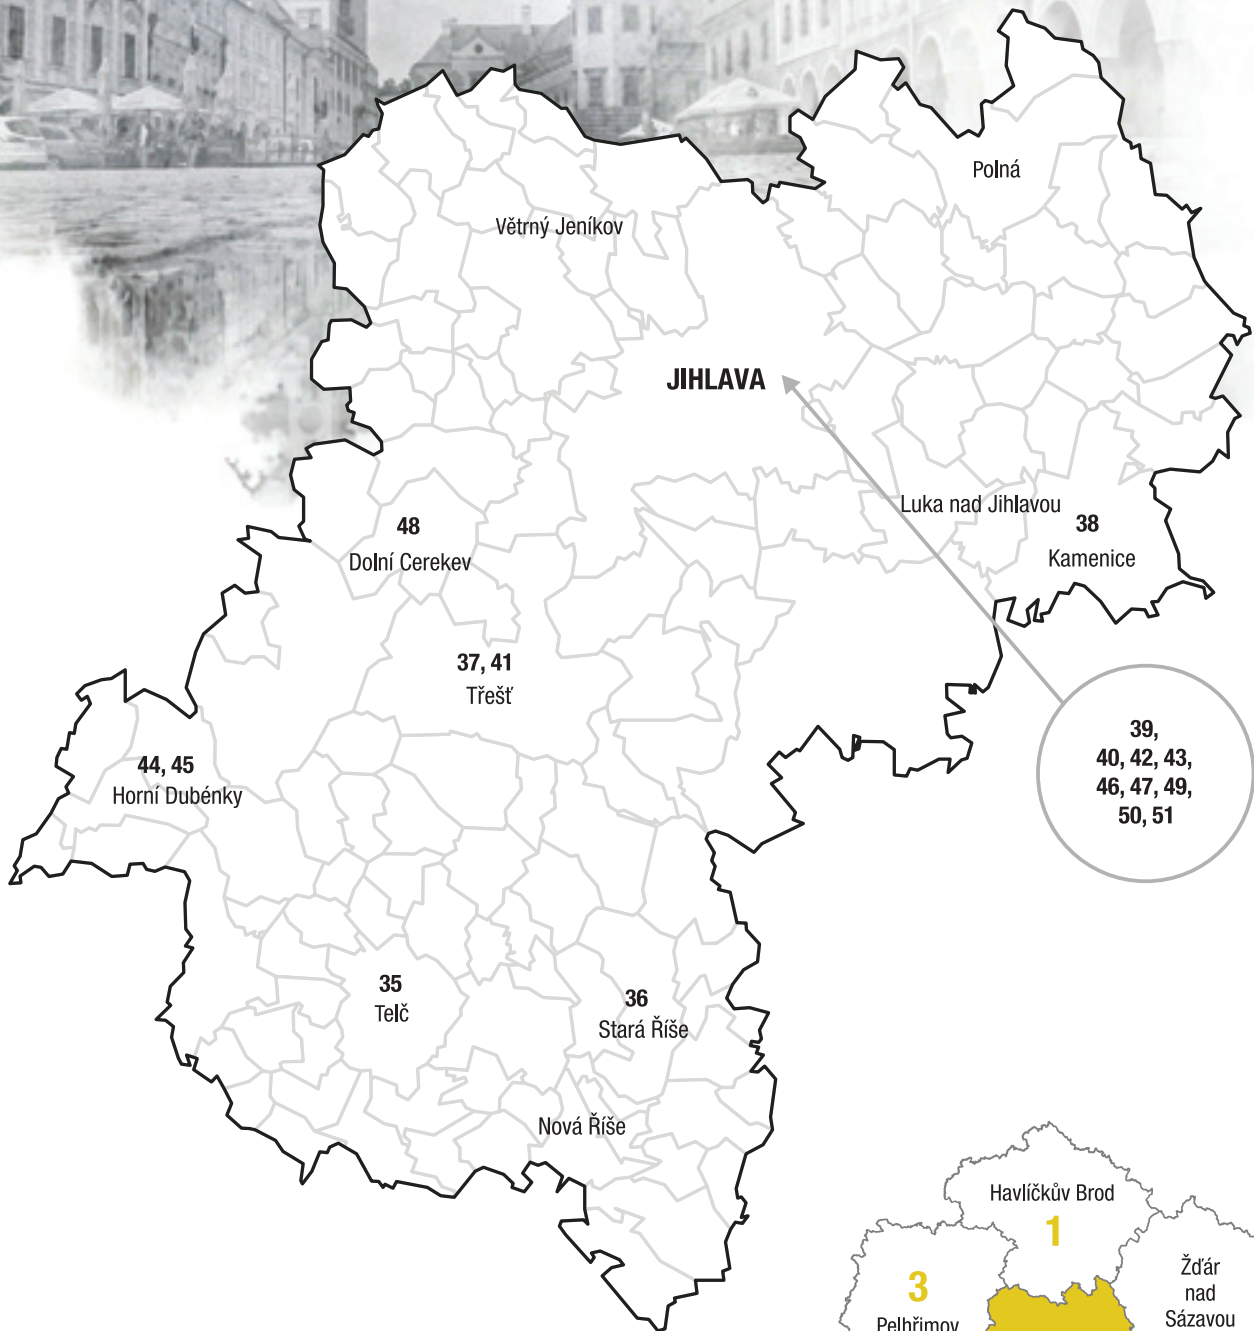 Polná
Větrný Jeníkov
JIHLAVA
Luka nad Jihlavou
38
Kamenice
48
Dolní Cerekev
37, 41
Třešť
39,
40, 42, 43,
46, 47, 49,
50, 51
44, 45
Horní Dubénky
35
Telč
36
Stará Říše
Nová Říše
Havlíčkův Brod
1
3
Pelhřimov
Žďár
nad
Sázavou